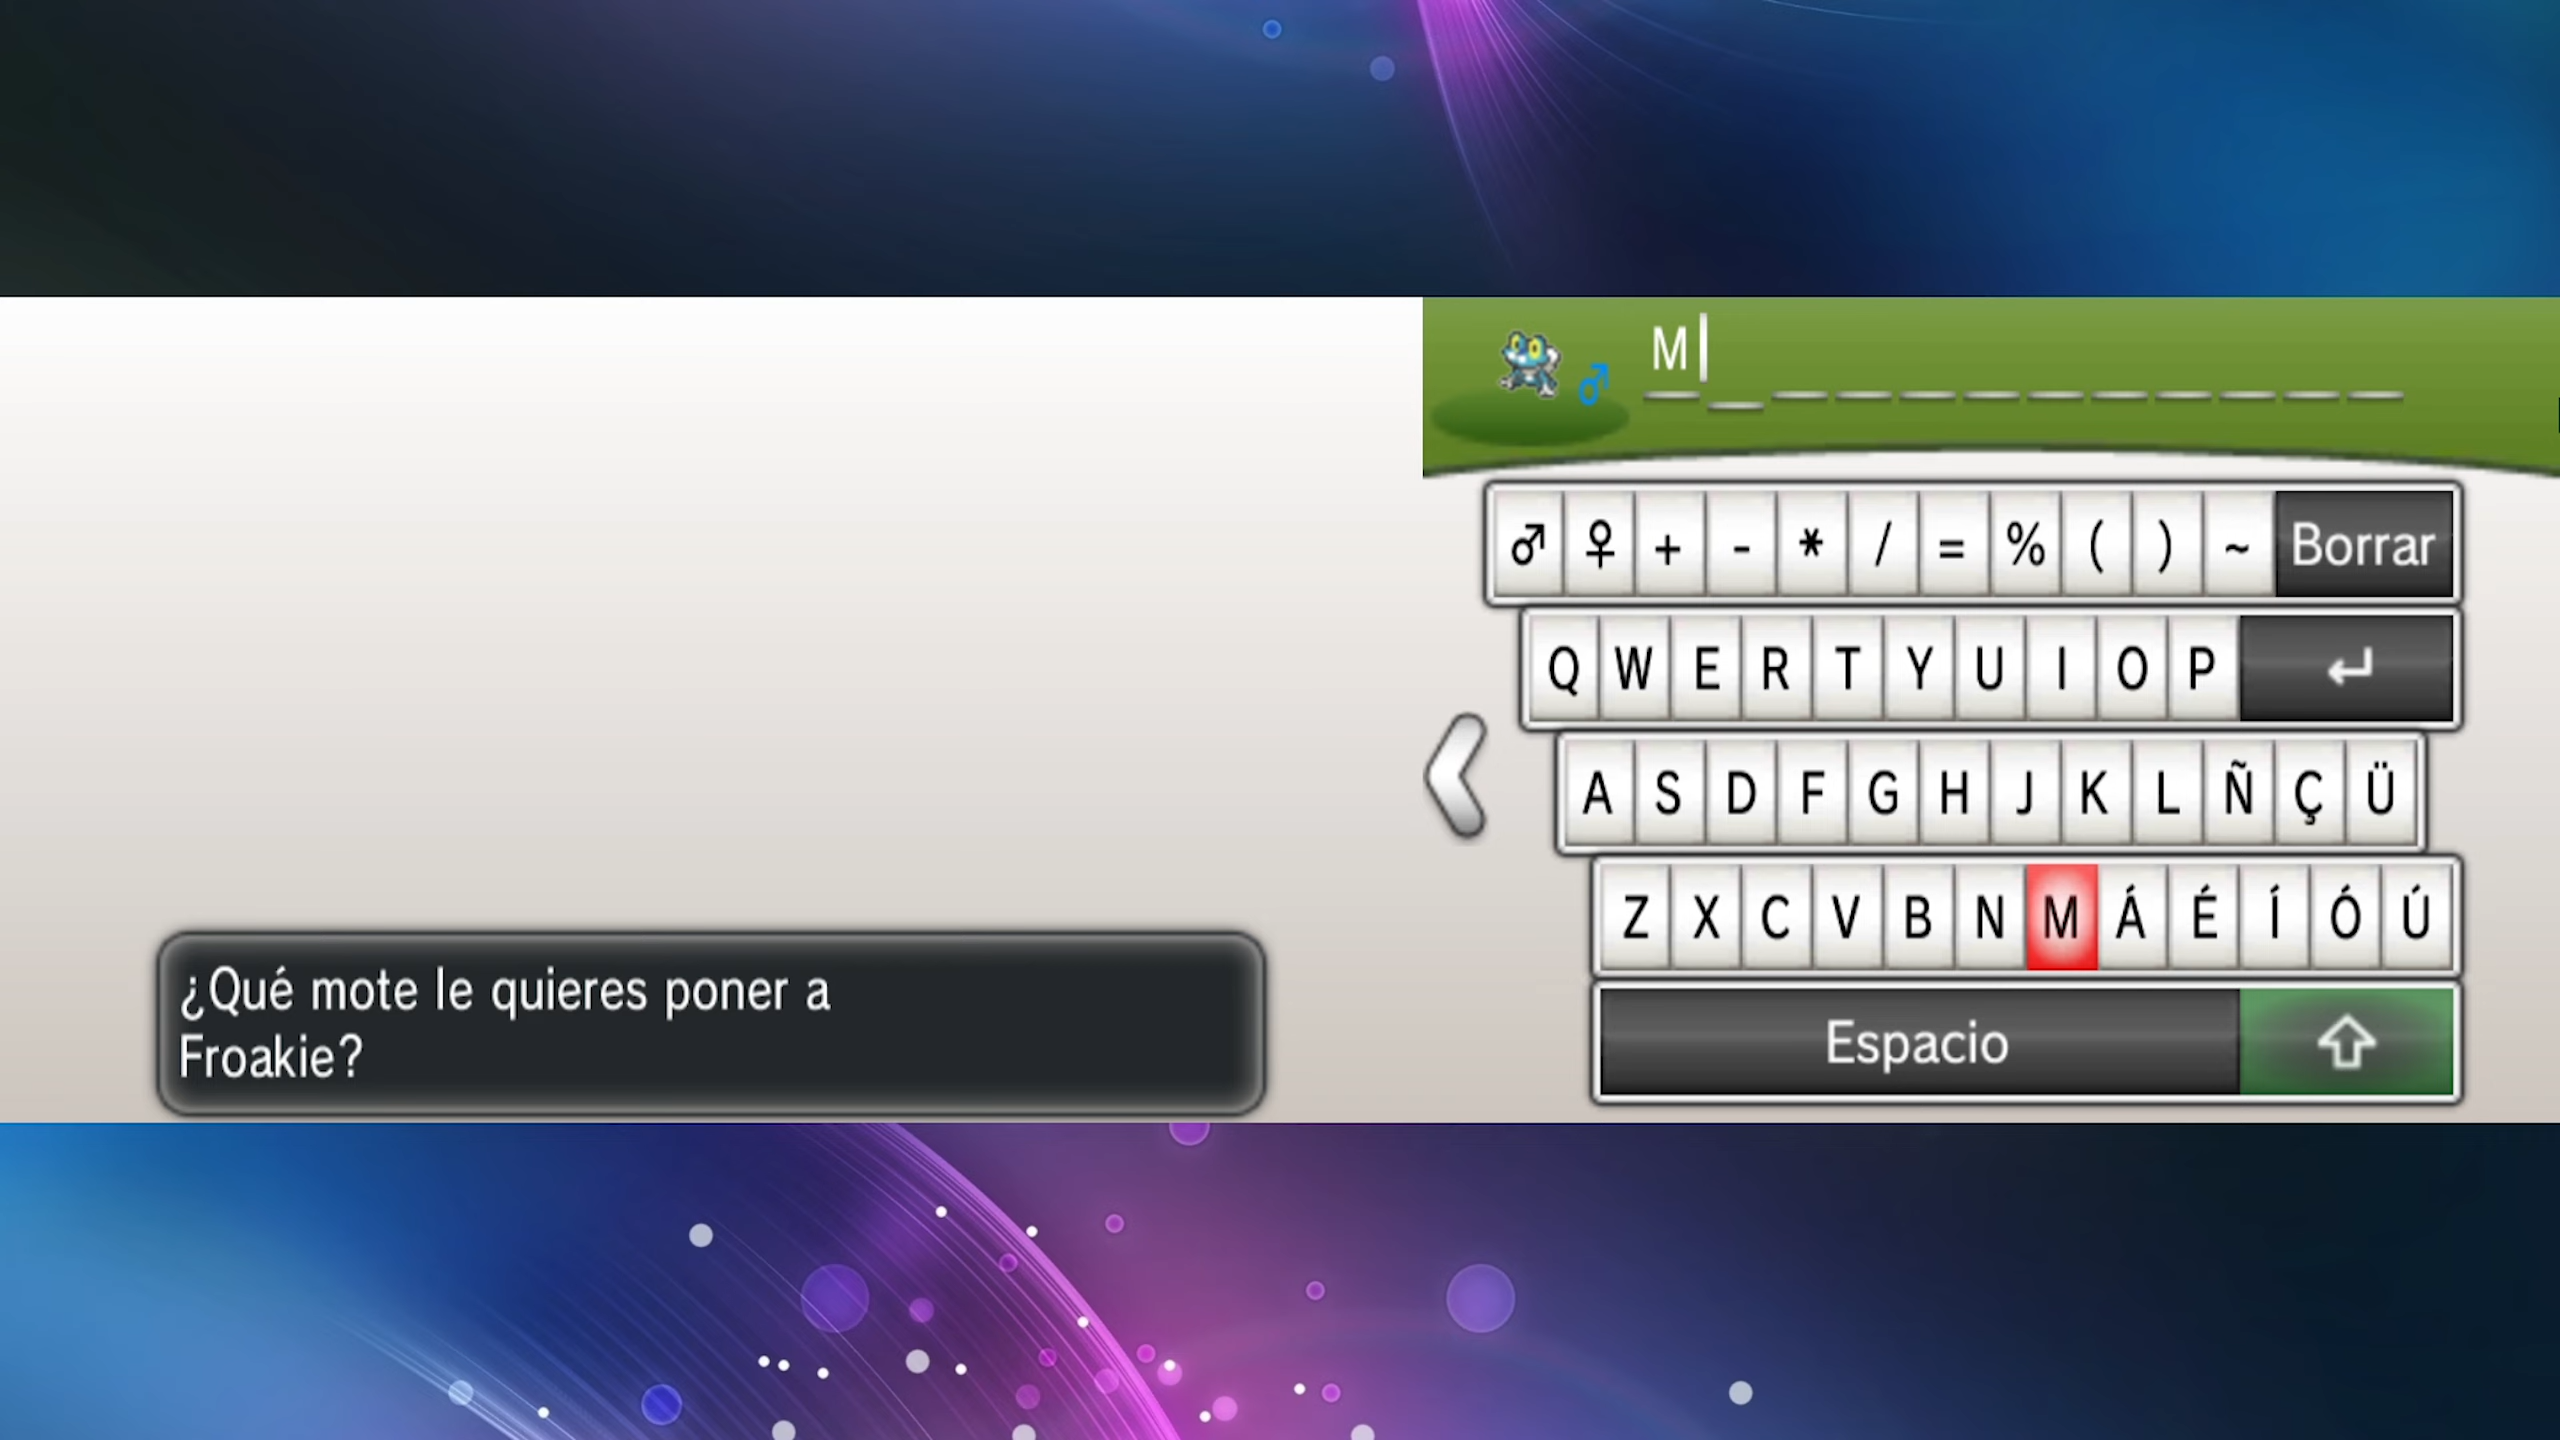 ¿Qué mote le quieres poner a
Froakie?
♂ M
♂ ♀ + - * / = % ( ) ~ Borrar
Q W E R T Y U I O P ↵
A S D F G H J K L Ñ Ç Ü
Z X C V B N M Á É Í Ó Ú
Espacio